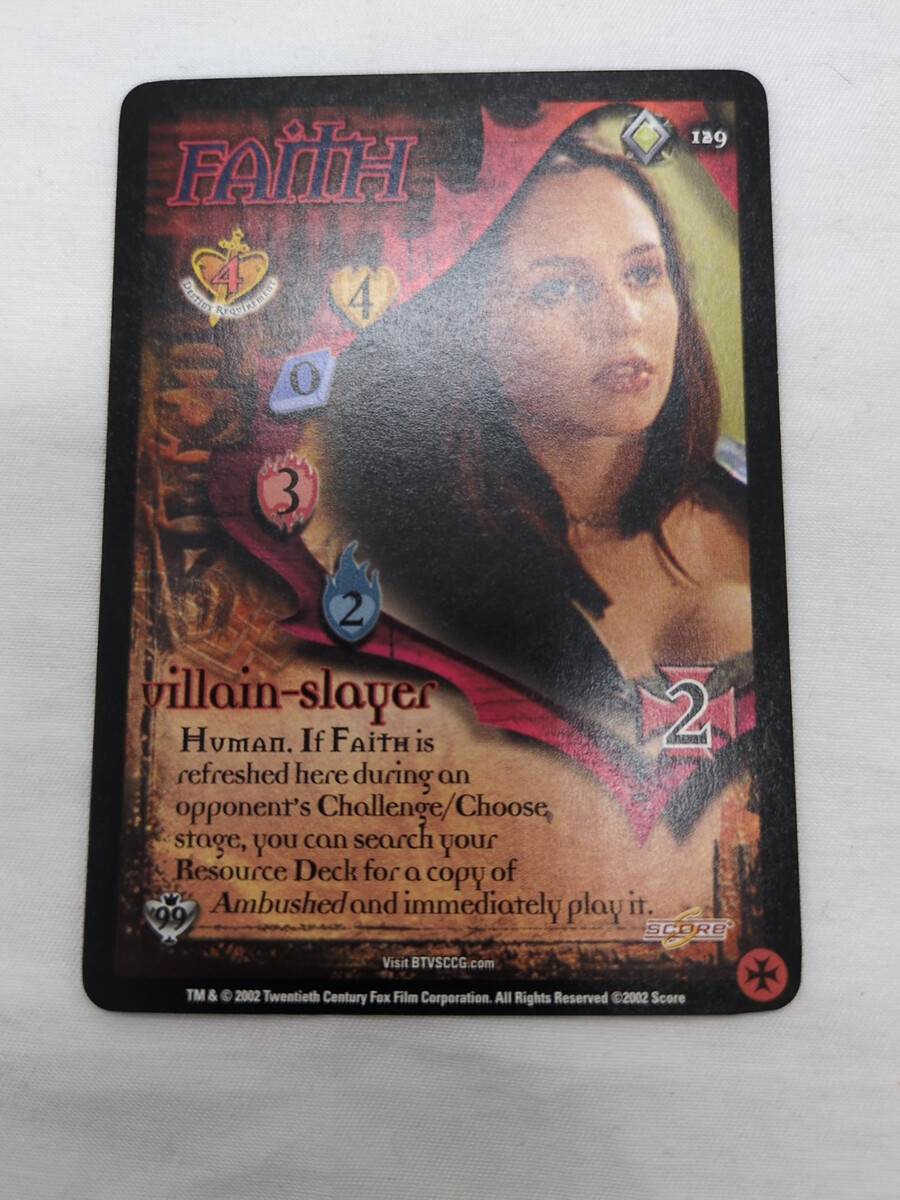 FAITH
129
4
DESTINY REQUIREMENT
4
0
3
2
villain-slayer
2
Human. If Faith is
refreshed here during an
opponent's Challenge/Choose
stage, you can search your
Resource Deck for a copy of
Ambushed and immediately play it.
99
SCORE
Visit BTVSCCG.com
TM & © 2002 Twentieth Century Fox Film Corporation. All Rights Reserved ©2002 Score